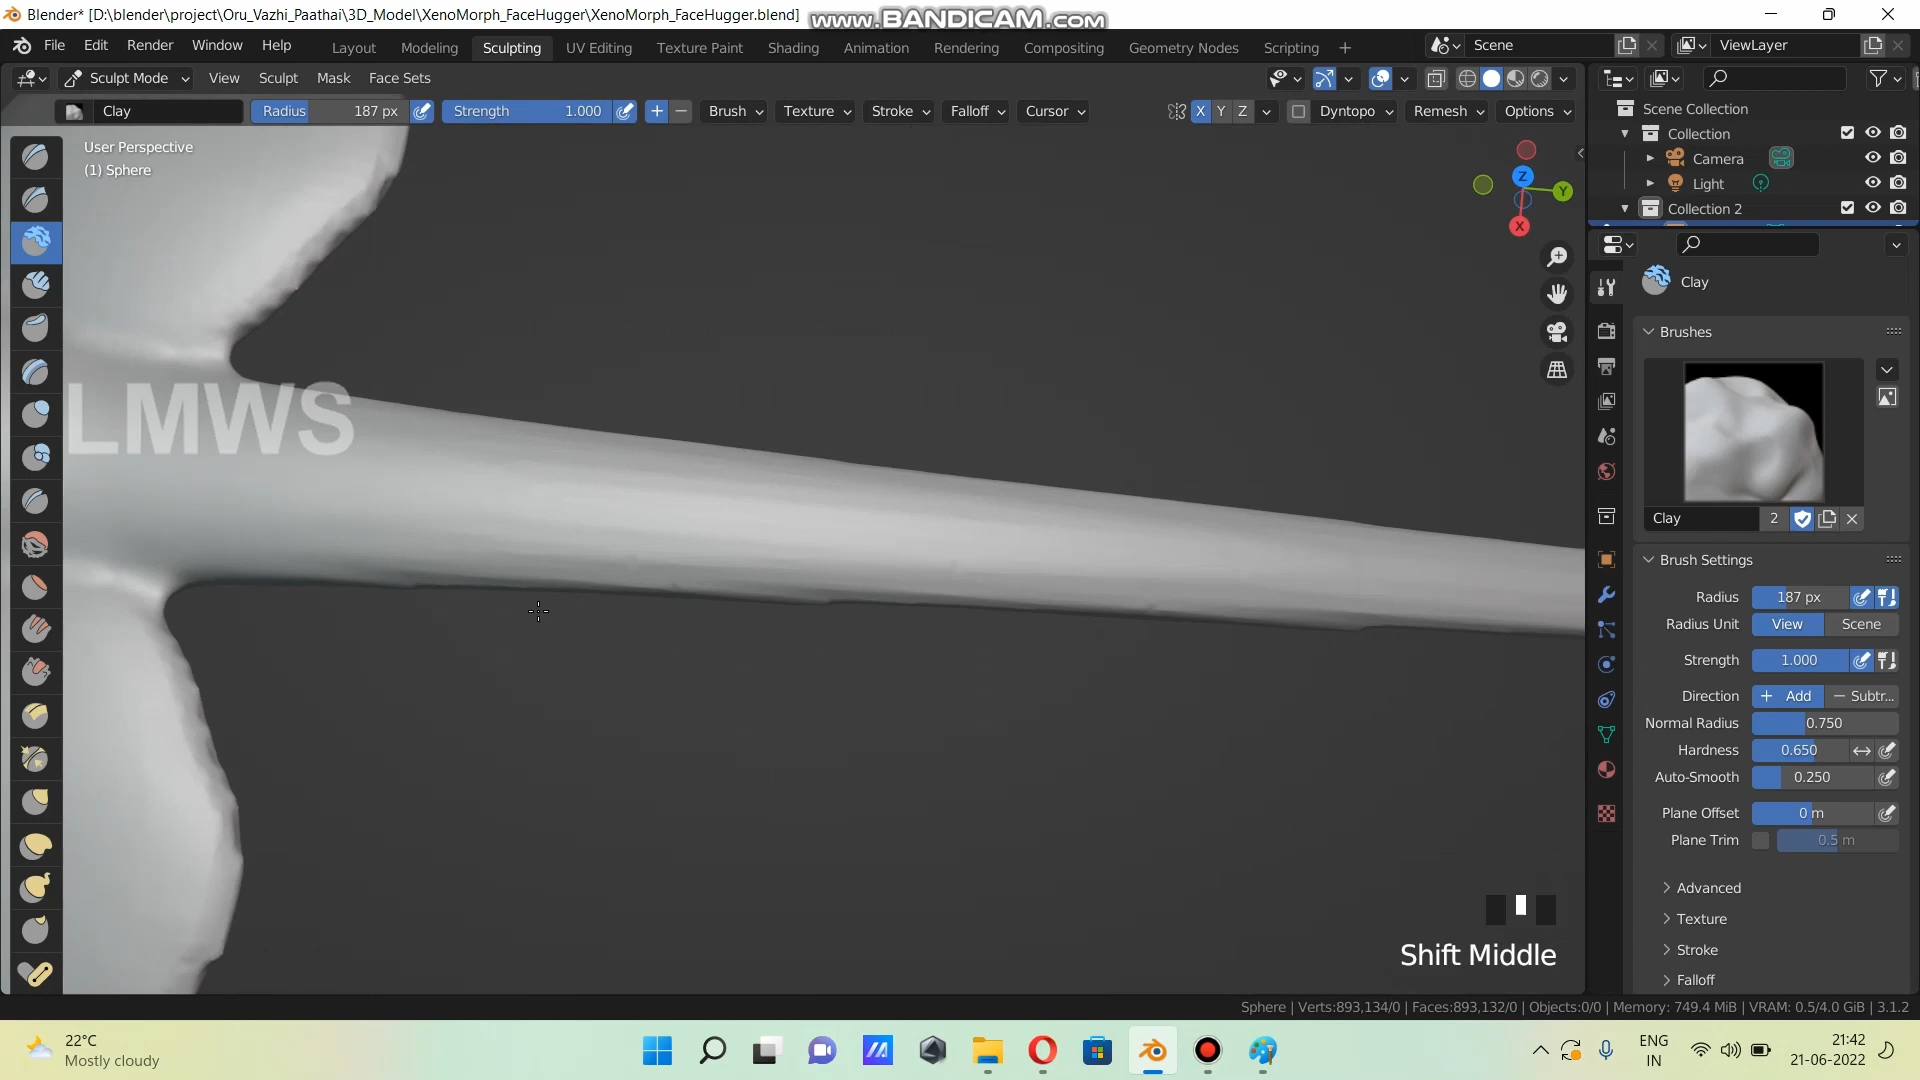 Blender* [D:\blender\project\Oru_Vazhi_Paathai\3D_Model\XenoMorph_FaceHugger\XenoMorph_FaceHugger.blend]
www.BANDICAM.com
File Edit Render Window Help
Layout Modeling Sculpting UV Editing Texture Paint Shading Animation Rendering Compositing Geometry Nodes Scripting +
Scene
ViewLayer
Sculpt Mode View Sculpt Mask Face Sets
Clay
Radius 187 px
Strength 1.000
Brush Texture Stroke Falloff Cursor
X Y Z
Dyntopo Remesh Options
User Perspective
(1) Sphere
Z
Y
X
LMWS
Shift Middle
Scene Collection
Collection
Camera
Light
Collection 2
Clay
Brushes
Clay 2
Brush Settings
Radius 187 px
Radius Unit View Scene
Strength 1.000
Direction + Add − Subtr...
Normal Radius 0.750
Hardness 0.650
Auto-Smooth 0.250
Plane Offset 0 m
Plane Trim 0.5 m
Advanced
Texture
Stroke
Falloff
Sphere | Verts:893,134/0 | Faces:893,132/0 | Objects:0/0 | Memory: 749.4 MiB | VRAM: 0.5/4.0 GiB | 3.1.2
22°C
Mostly cloudy
ENG
IN
21:42
21-06-2022